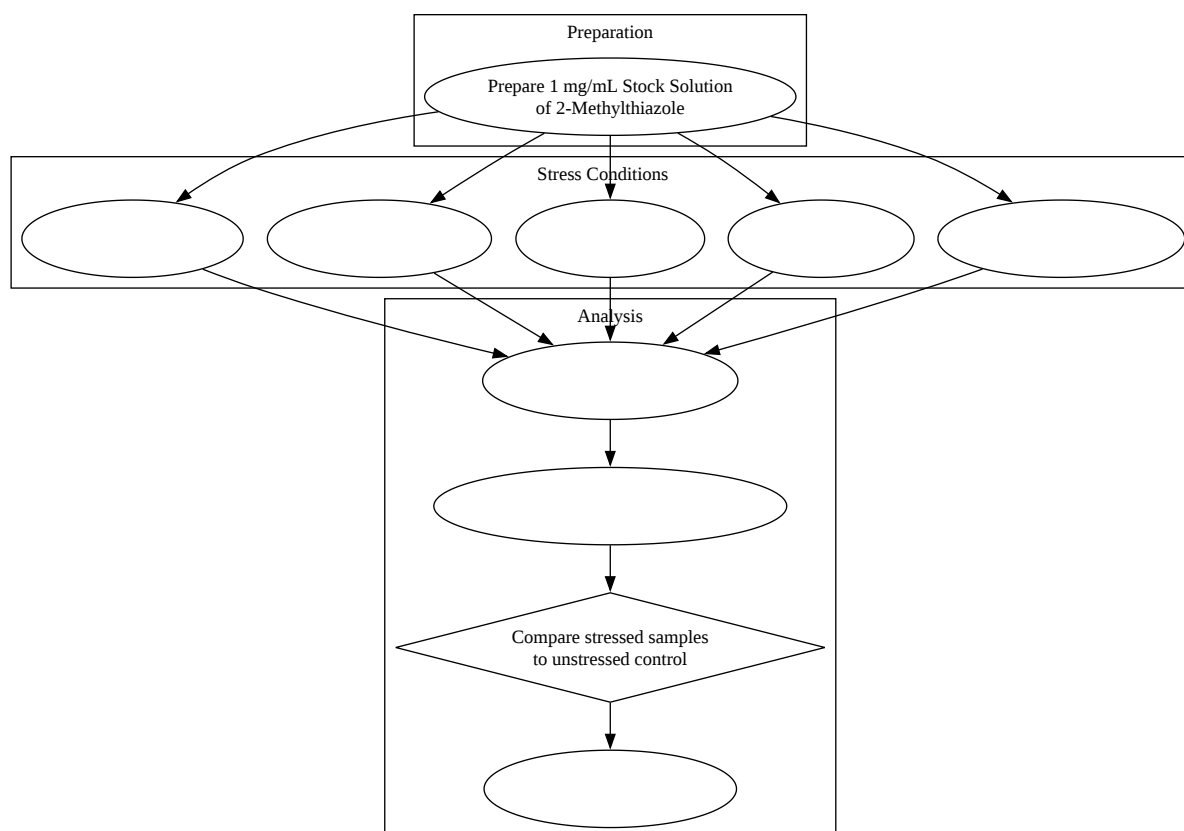 Preparation
Prepare 1 mg/mL Stock Solution
of 2-Methylthiazole
Stress Conditions
Analysis
Compare stressed samples
to unstressed control